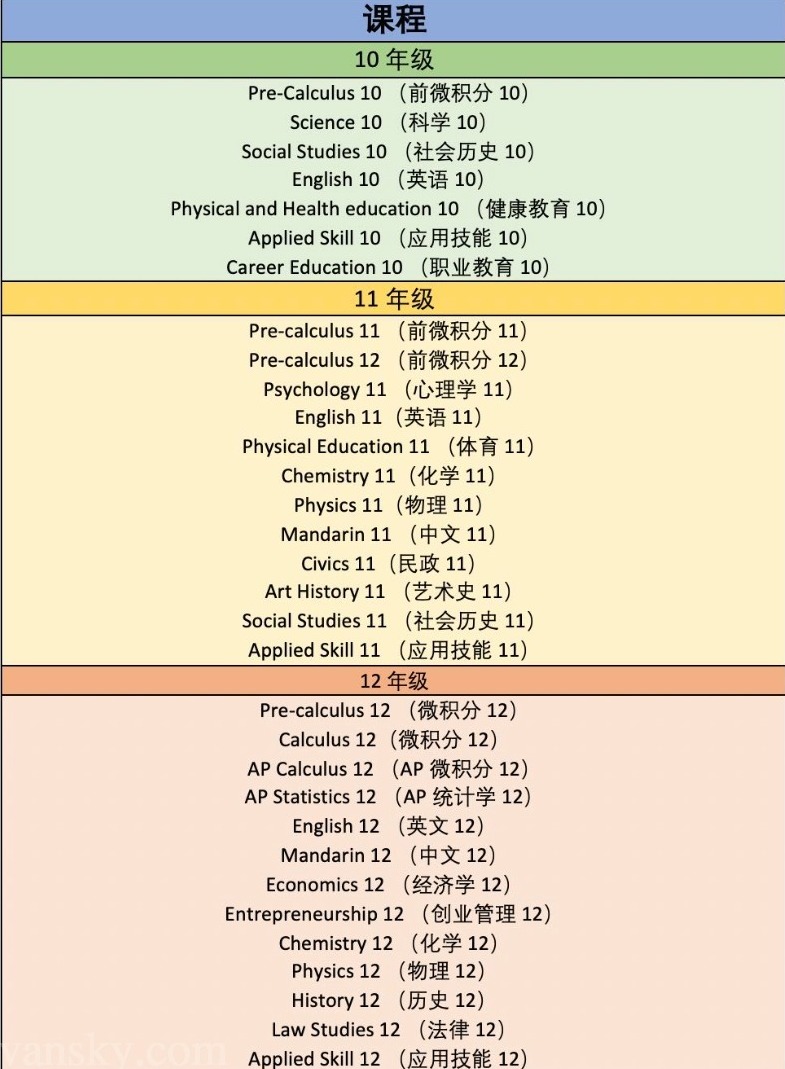 课程
10 年级
Pre-Calculus 10 （前微积分 10）
Science 10 （科学 10）
Social Studies 10 （社会历史 10）
English 10 （英语 10）
Physical and Health education 10 （健康教育 10）
Applied Skill 10 （应用技能 10）
Career Education 10 （职业教育 10）
11 年级
Pre-calculus 11 （前微积分 11）
Pre-calculus 12 （前微积分 12）
Psychology 11 （心理学 11）
English 11（英语 11）
Physical Education 11 （体育 11）
Chemistry 11（化学 11）
Physics 11（物理 11）
Mandarin 11 （中文 11）
Civics 11（民政 11）
Art History 11 （艺术史 11）
Social Studies 11 （社会历史 11）
Applied Skill 11 （应用技能 11）
12 年级
Pre-calculus 12 （微积分 12）
Calculus 12（微积分 12）
AP Calculus 12 （AP 微积分 12）
AP Statistics 12 （AP 统计学 12）
English 12 （英文 12）
Mandarin 12 （中文 12）
Economics 12 （经济学 12）
Entrepreneurship 12 （创业管理 12）
Chemistry 12 （化学 12）
Physics 12 （物理 12）
History 12 （历史 12）
Law Studies 12 （法律 12）
Applied Skill 12 （应用技能 12）
vansky.com